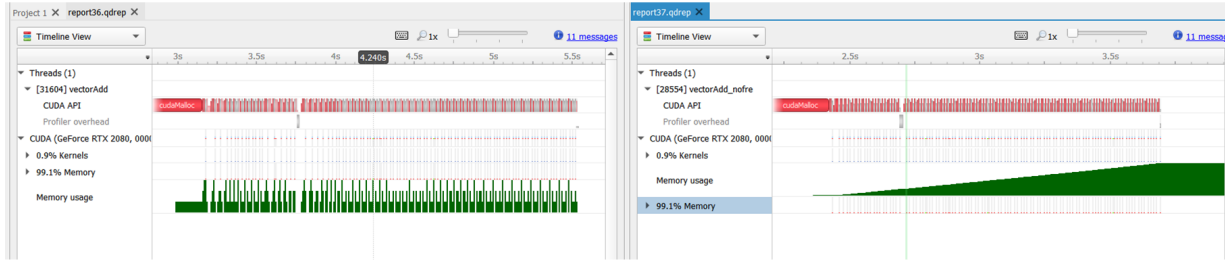 Project 1 ✕ report36.qdrep ✕
Timeline View
1x
11 messages
3s 3.5s 4s 4.240s 4.5s 5s 5.5s
Threads (1)
[31604] vectorAdd
CUDA API
cudaMalloc
Profiler overhead
CUDA (GeForce RTX 2080, 000
0.9% Kernels
99.1% Memory
Memory usage
report37.qdrep ✕
Timeline View
1x
11 message
2.5s 3s 3.5s
Threads (1)
[28554] vectorAdd_nofre
CUDA API
cudaMalloc
Profiler overhead
CUDA (GeForce RTX 2080, 0000
0.9% Kernels
Memory usage
99.1% Memory